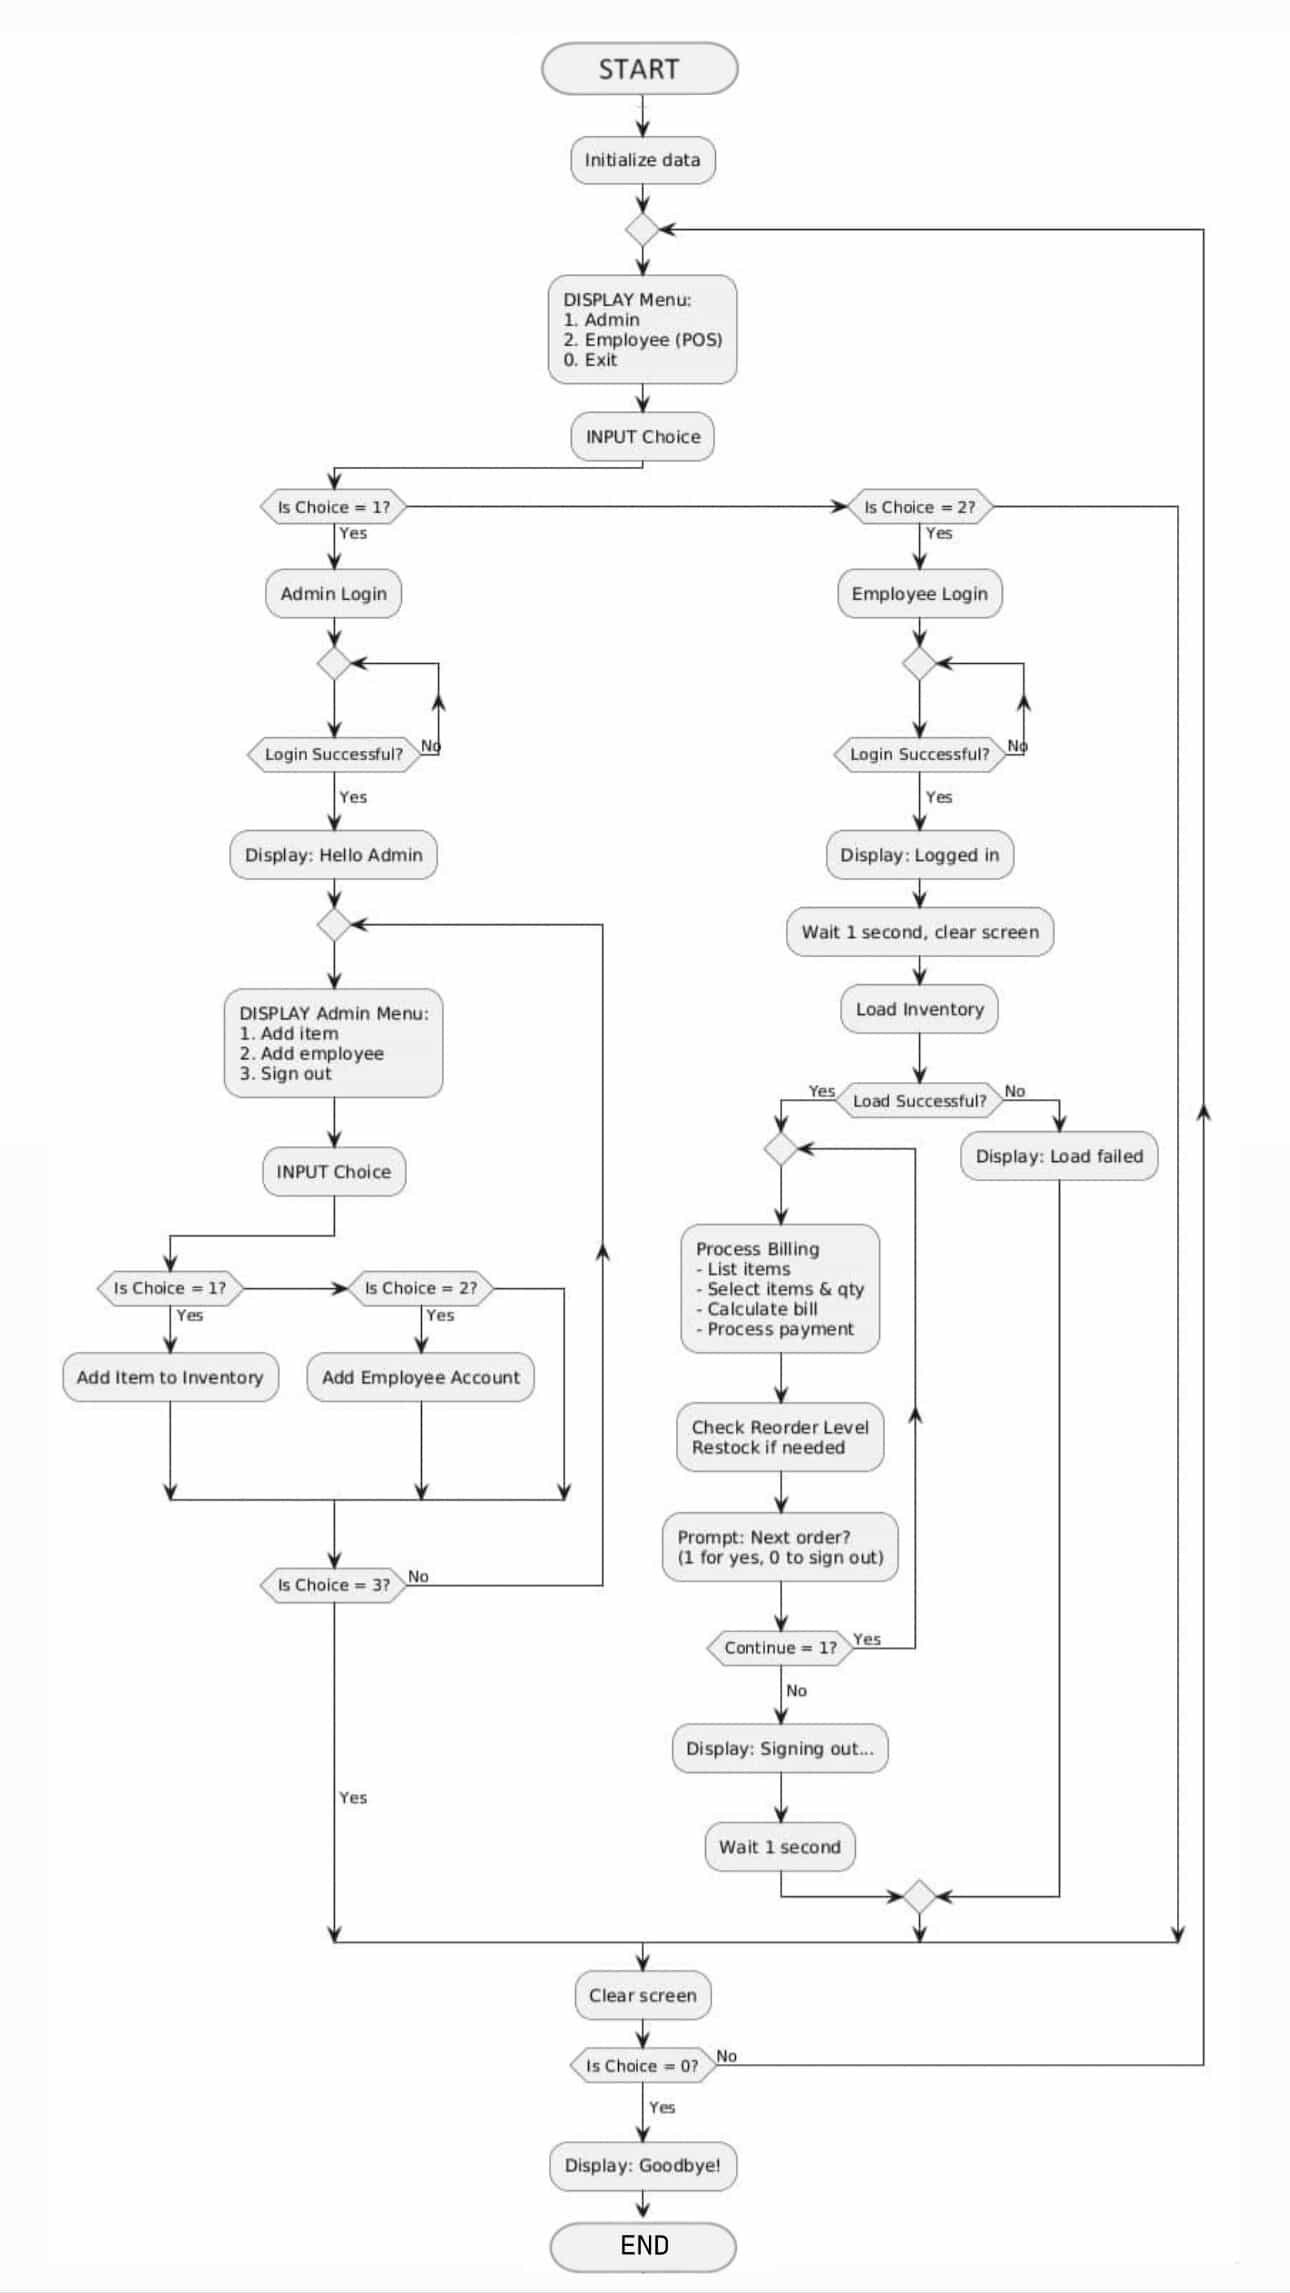 START
Initialize data
DISPLAY Menu:
1. Admin
2. Employee (POS)
0. Exit
INPUT Choice
Is Choice = 1?
Yes
Admin Login
Login Successful?
No
Yes
Display: Hello Admin
DISPLAY Admin Menu:
1. Add item
2. Add employee
3. Sign out
INPUT Choice
Is Choice = 1?
Yes
Add Item to Inventory
Is Choice = 2?
Yes
Add Employee Account
Is Choice = 3?
No
Yes
Is Choice = 2?
Yes
Employee Login
Login Successful?
No
Yes
Display: Logged in
Wait 1 second, clear screen
Load Inventory
Load Successful?
Yes
No
Display: Load failed
Process Billing
- List items
- Select items & qty
- Calculate bill
- Process payment
Check Reorder Level
Restock if needed
Prompt: Next order?
(1 for yes, 0 to sign out)
Continue = 1?
Yes
No
Display: Signing out...
Wait 1 second
Clear screen
Is Choice = 0?
No
Yes
Display: Goodbye!
END